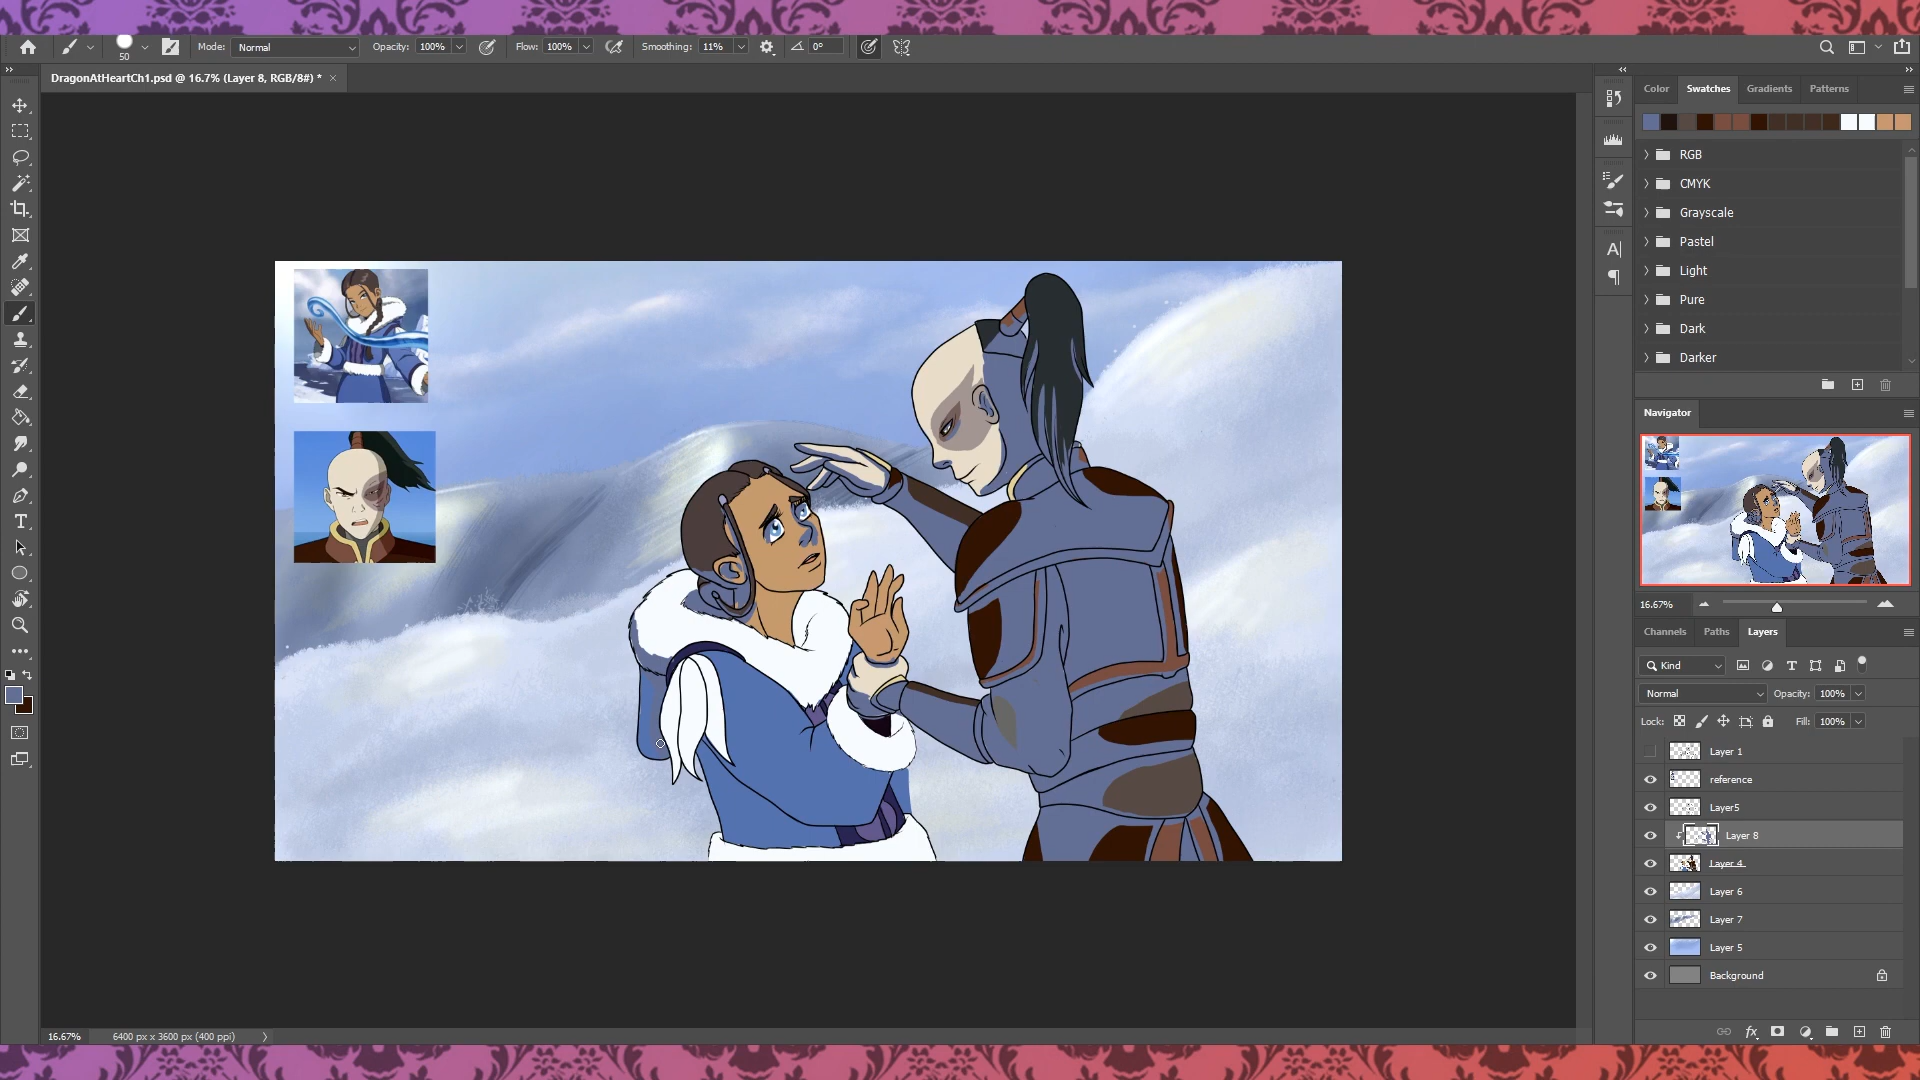 50
Mode: Normal Opacity: 100% Flow: 100% Smoothing: 11% 0°
DragonAtHeartCh1.psd @ 16.7% (Layer 8, RGB/8#) *
Color Swatches Gradients Patterns
RGB
CMYK
Grayscale
Pastel
Light
Pure
Dark
Darker
Navigator
16.67%
Channels Paths Layers
Kind
Normal Opacity: 100%
Lock: Fill: 100%
Layer 1
reference
Layer5
Layer 8
Layer 4
Layer 6
Layer 7
Layer 5
Background
16.67% 6400 px x 3600 px (400 ppi)